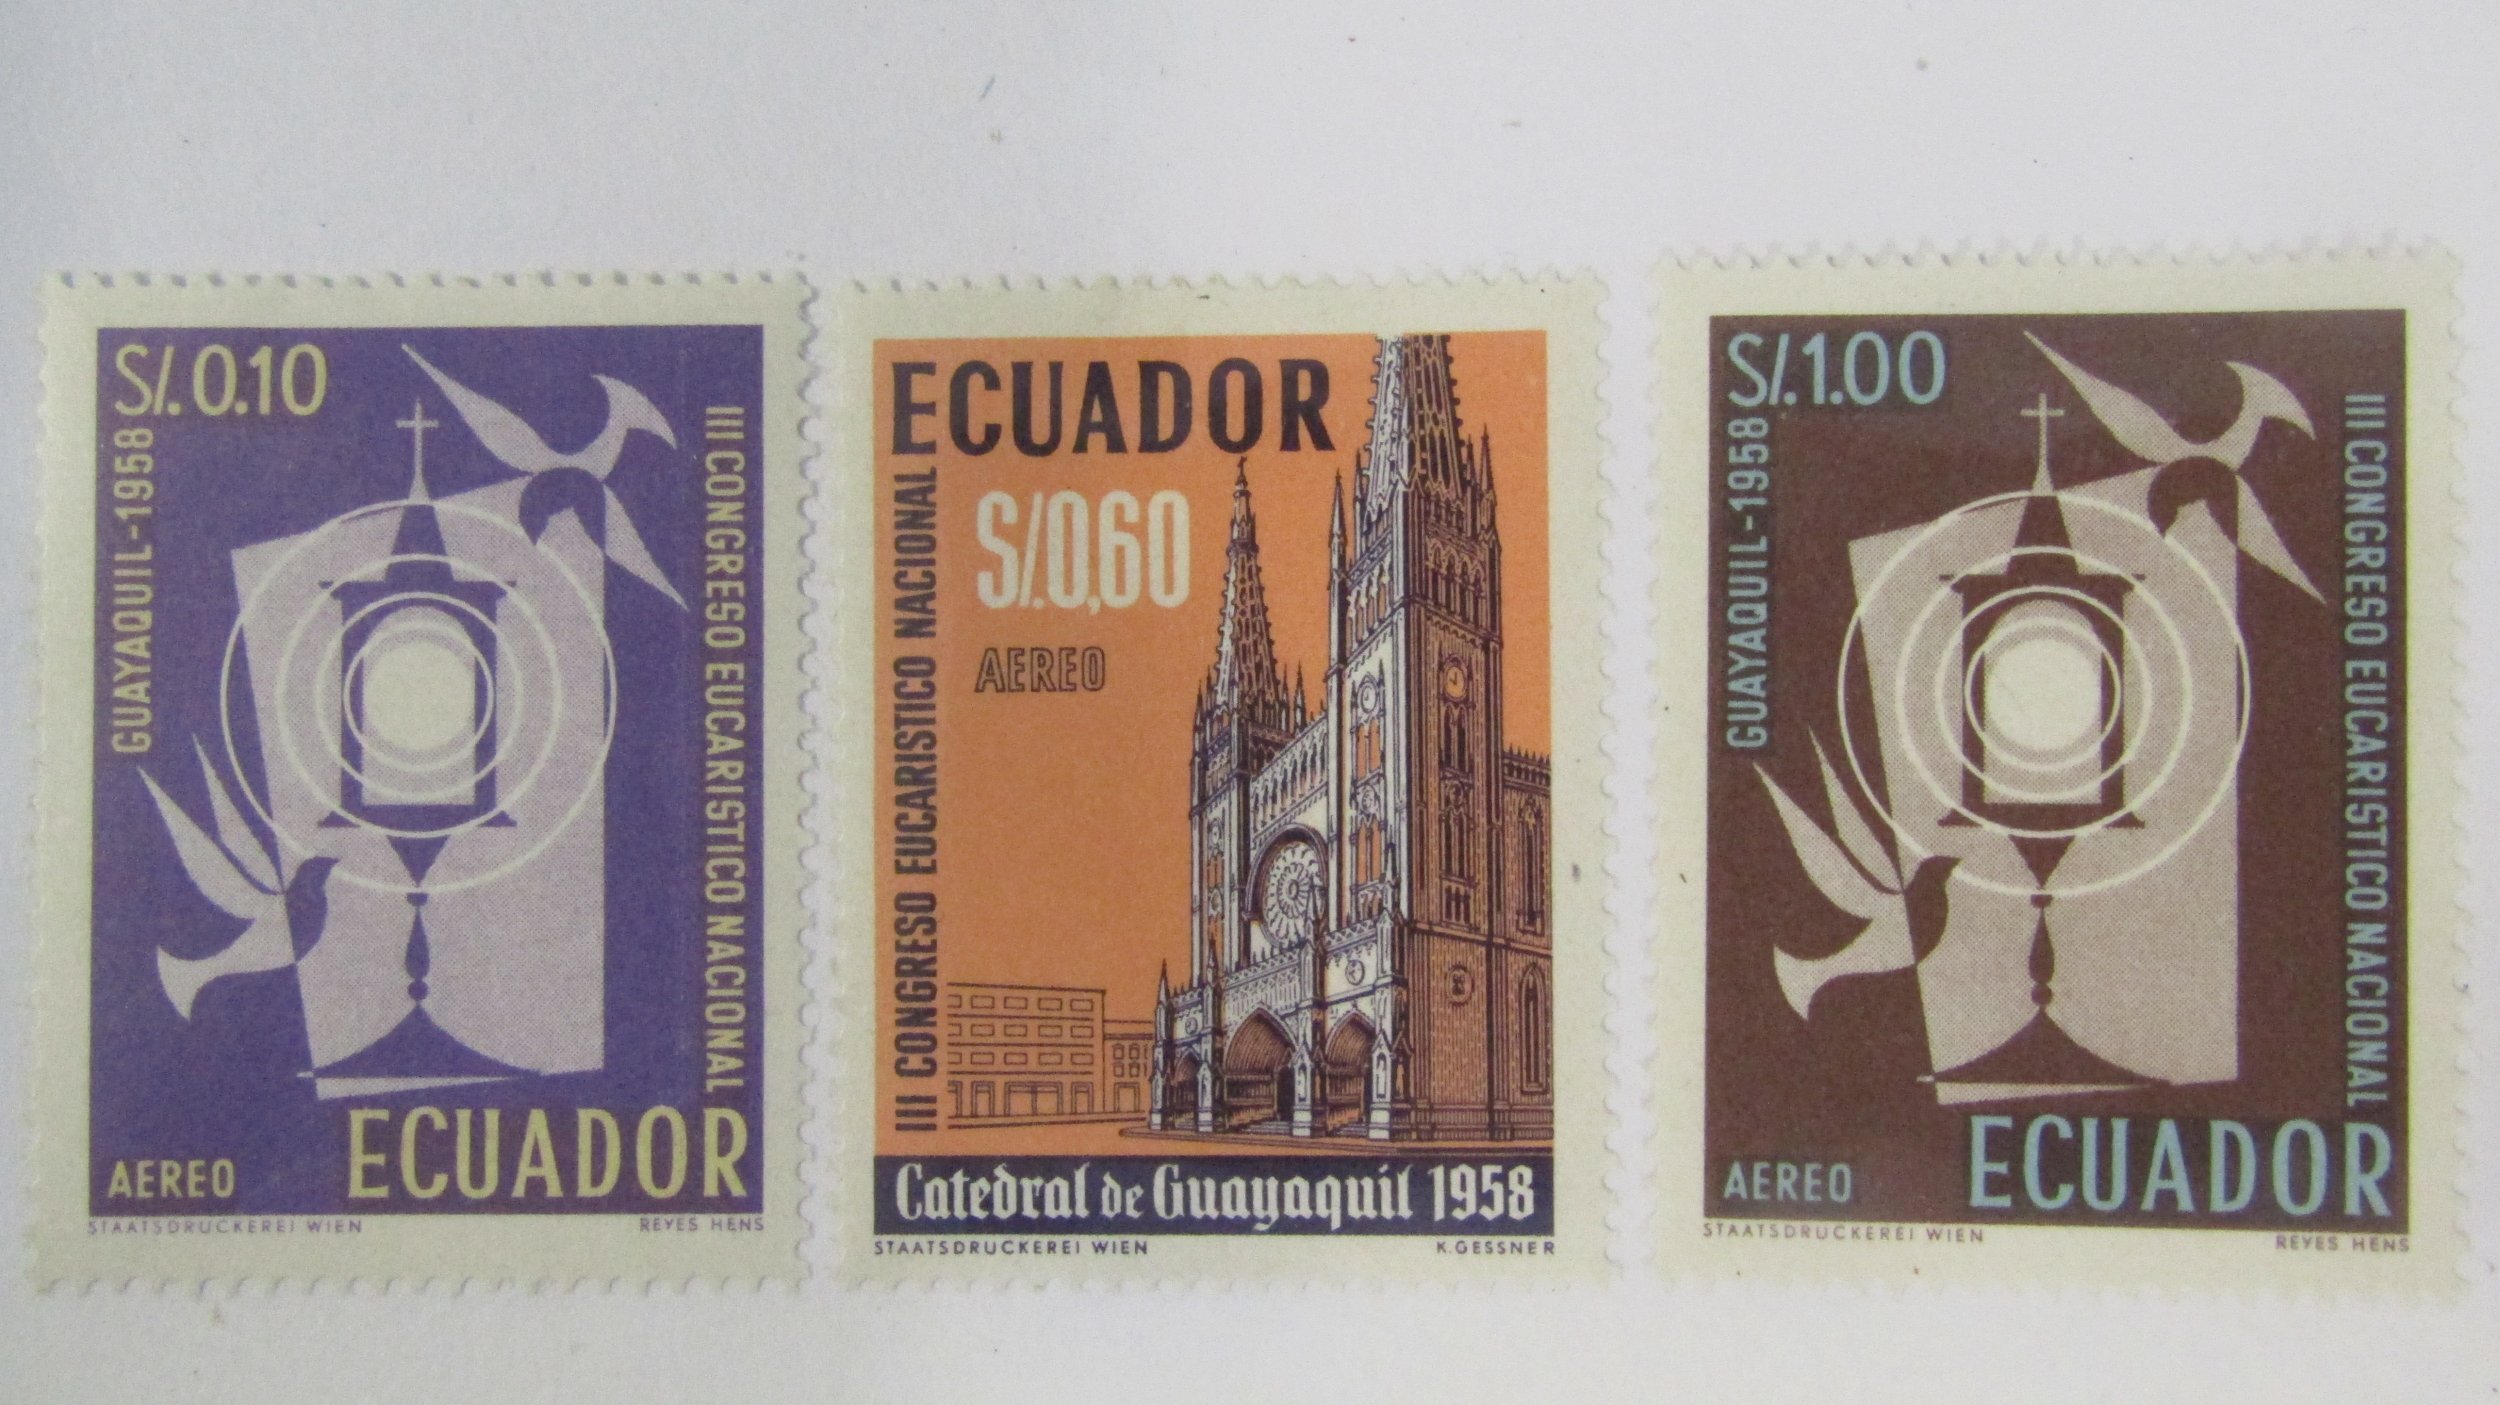 S/.0.10
GUAYAQUIL-1958
III CONGRESO EUCARISTICO NACIONAL
AEREO
ECUADOR
STAATSDRUCKEREI WIEN
REYES HENS
ECUADOR
S/.0,60
AEREO
III CONGRESO EUCARISTICO NACIONAL
Catedral de Guayaquil 1958
STAATSDRUCKEREI WIEN
K.GESSNER
S/.1.00
GUAYAQUIL-1958
III CONGRESO EUCARISTICO NACIONAL
AEREO
ECUADOR
STAATSDRUCKEREI WIEN
REYES HENS